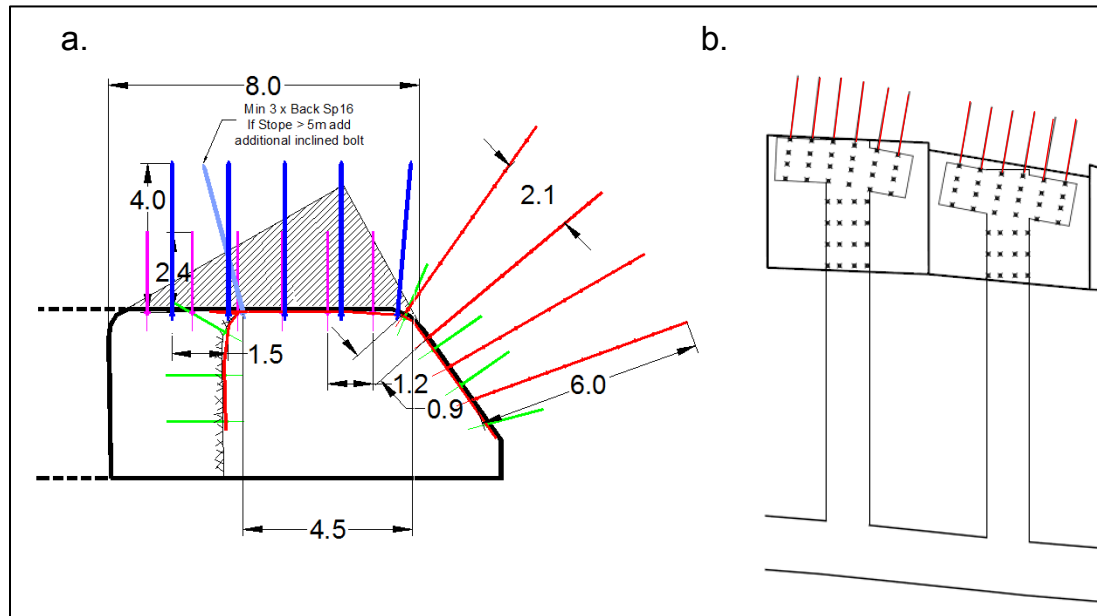 a.
b.
8.0
Min 3 x Back Sp16
If Stope > 5m add
additional inclined bolt
4.0
2.1
2.4
1.5
1.2
0.9
6.0
4.5